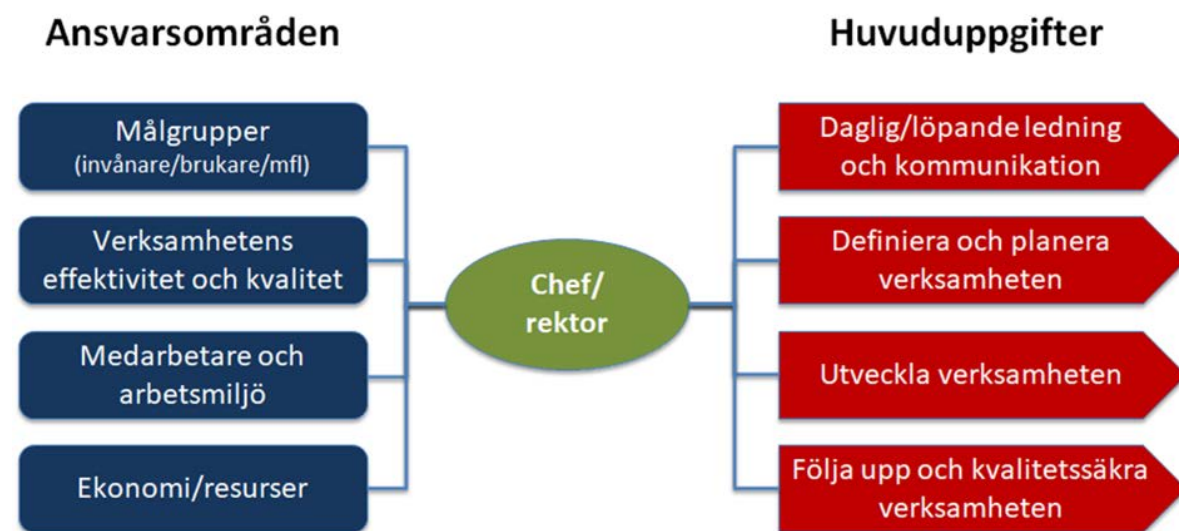 Ansvarsområden
Målgrupper
(invånare/brukare/mfl)
Verksamhetens
effektivitet och kvalitet
Medarbetare och
arbetsmiljö
Ekonomi/resurser
Chef/
rektor
Huvuduppgifter
Daglig/löpande ledning
och kommunikation
Definiera och planera
verksamheten
Utveckla verksamheten
Följa upp och kvalitetssäkra
verksamheten